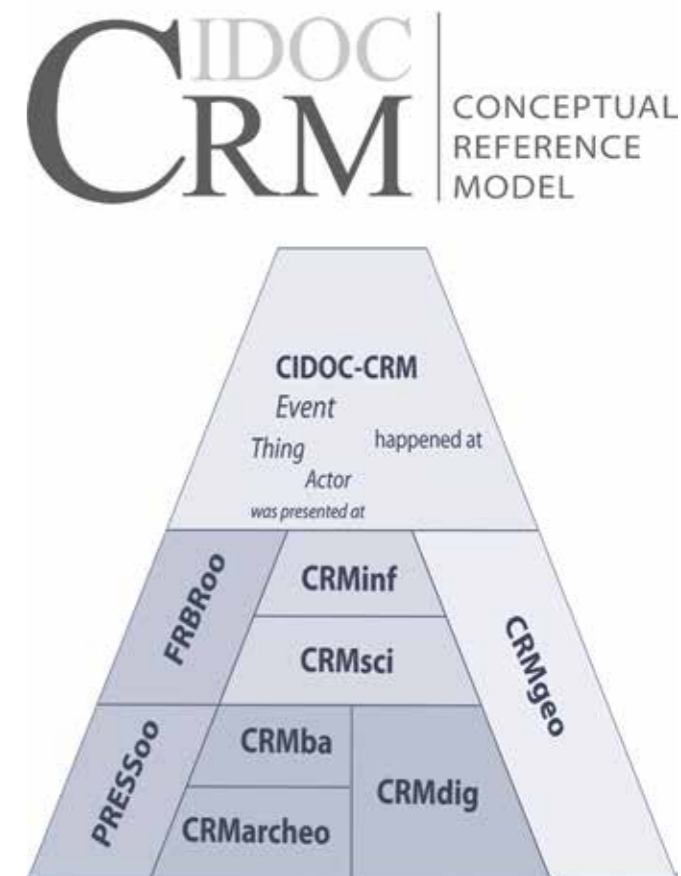 CIDOC
CRM
CONCEPTUAL
REFERENCE
MODEL
CIDOC-CRM
Event
Thing
happened at
Actor
was presented at
FRBRoo
CRMinf
CRMsci
CRMgeo
PRESSoo
CRMba
CRMdig
CRMarcheo